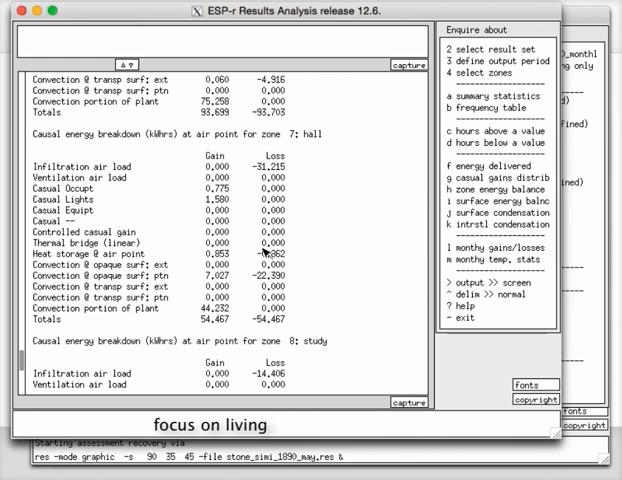 ESP-r Results Analysis release 12.6.
capture
Convection @ transp surf: ext 0.060 -4.916
Convection @ transp surf: ptn 0.000 0.000
Convection portion of plant 75.258 0.000
Totals 93.699 -93.703
Causal energy breakdown (kWhrs) at air point for zone 7: hall
Gain Loss
Infiltration air load 0.000 -31.215
Ventilation air load 0.000 0.000
Casual Occupt 0.775 0.000
Casual Lights 1.580 0.000
Casual Equipt 0.000 0.000
Casual -- 0.000 0.000
Controlled casual gain 0.000 0.000
Thermal bridge (linear) 0.000 0.000
Heat storage @ air point 0.853
Convection @ opaque surf: ext 0.000 0.000
Convection @ opaque surf: ptn 7.027 -22.390
Convection @ transp surf: ext 0.000 0.000
Convection @ transp surf: ptn 0.000 0.000
Convection portion of plant 44.232 0.000
Totals 54.467 -54.467
Causal energy breakdown (kWhrs) at air point for zone 8: study
Gain Loss
Infiltration air load 0.000 -14.406
Ventilation air load 0.000 0.000
capture
focus on living
Enquire about
2 select result set
3 define output period
4 select zones
a summary statistics
b frequency table
c hours above a value
d hours below a value
f energy delivered
g casual gains distrib
h zone energy balance
i surface energy balnc
j surface condensation
k intrstl condensation
l monthy gains/losses
m monthy temp. stats
> output >> screen
^ delim >> normal
? help
- exit
fonts
copyright
fonts
copyright
Starting assessment recovery via
res -mode graphic -s 90 35 45 -file stone_simi_1890_may.res &